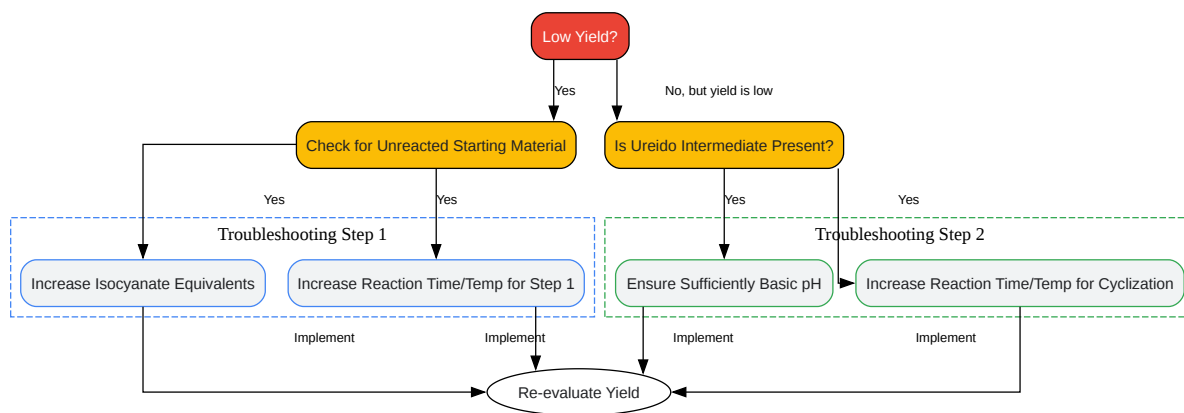 Low Yield?
Yes
No, but yield is low
Check for Unreacted Starting Material
Is Ureido Intermediate Present?
Yes
Yes
Yes
Yes
Troubleshooting Step 1
Troubleshooting Step 2
Increase Isocyanate Equivalents
Increase Reaction Time/Temp for Step 1
Ensure Sufficiently Basic pH
Increase Reaction Time/Temp for Cyclization
Implement
Implement
Implement
Implement
Re-evaluate Yield